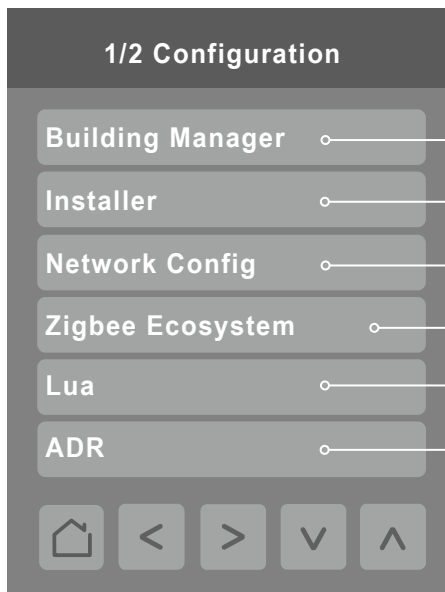 1/2 Configuration
Building Manager
Installer
Network Config
Zigbee Ecosystem
Lua
ADR